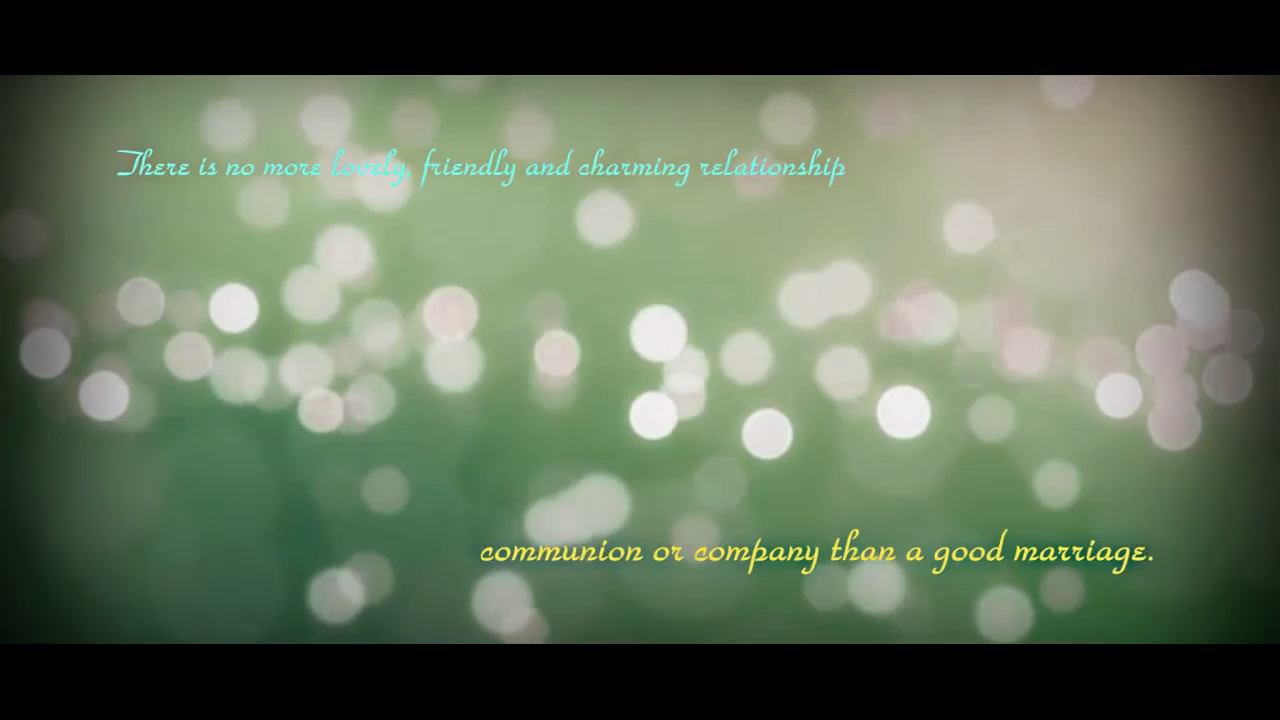 There is no more lovely, friendly and charming relationship
communion or company than a good marriage.